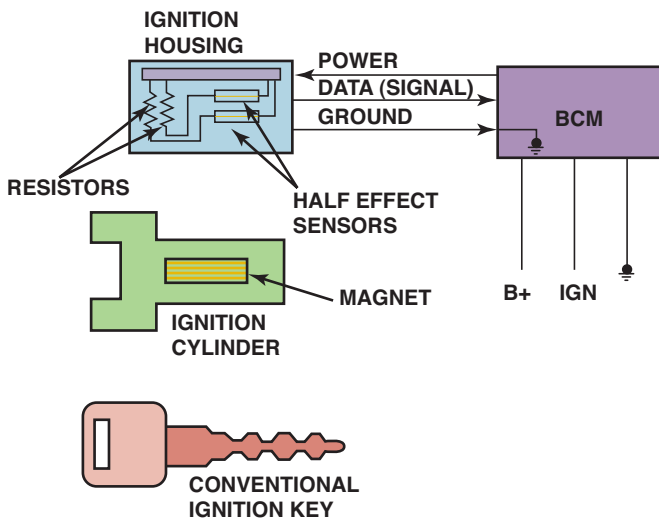 IGNITION
HOUSING
POWER
DATA (SIGNAL)
GROUND
BCM
RESISTORS
HALF EFFECT
SENSORS
MAGNET
B+
IGN
IGNITION
CYLINDER
CONVENTIONAL
IGNITION KEY